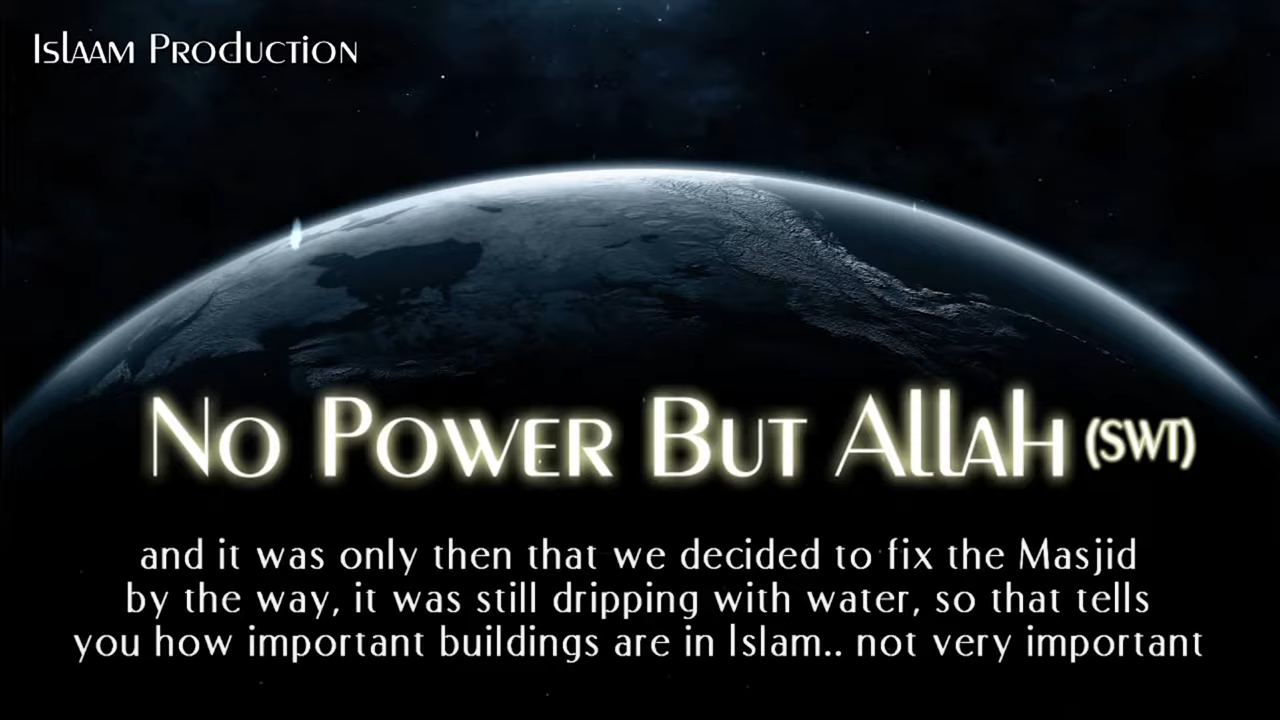 Islaam Production
No Power But Allah (SWT)
and it was only then that we decided to fix the Masjid
by the way, it was still dripping with water, so that tells
you how important buildings are in Islam.. not very important